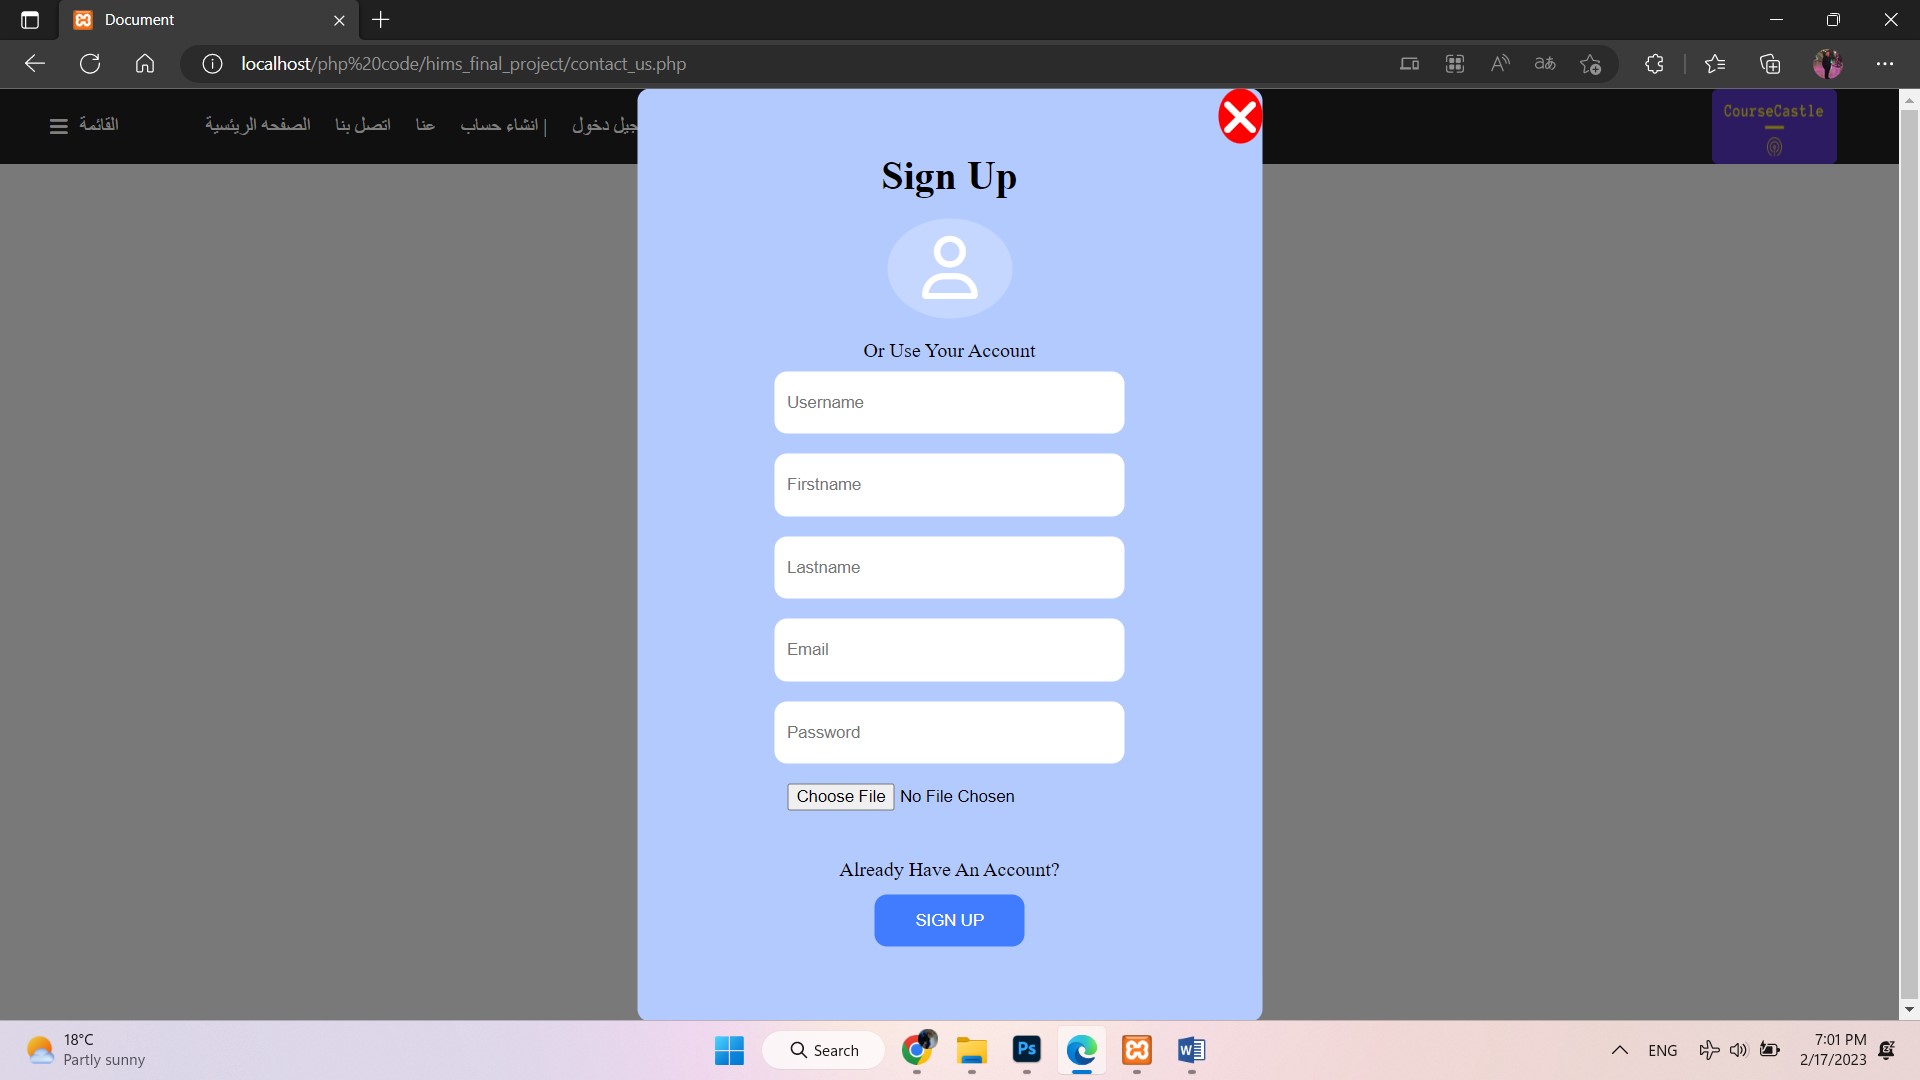 Document
localhost/php%20code/hims_final_project/contact_us.php
القائمة
الصفحه الريئسية
اتصل بنا
عنا
انشاء حساب |
دخول
CourseCastle
Sign Up
Or Use Your Account
Username
Firstname
Lastname
Email
Password
Choose File No File Chosen
Already Have An Account?
SIGN UP
18°C
Partly sunny
Search
Ps
ENG
7:01 PM
2/17/2023